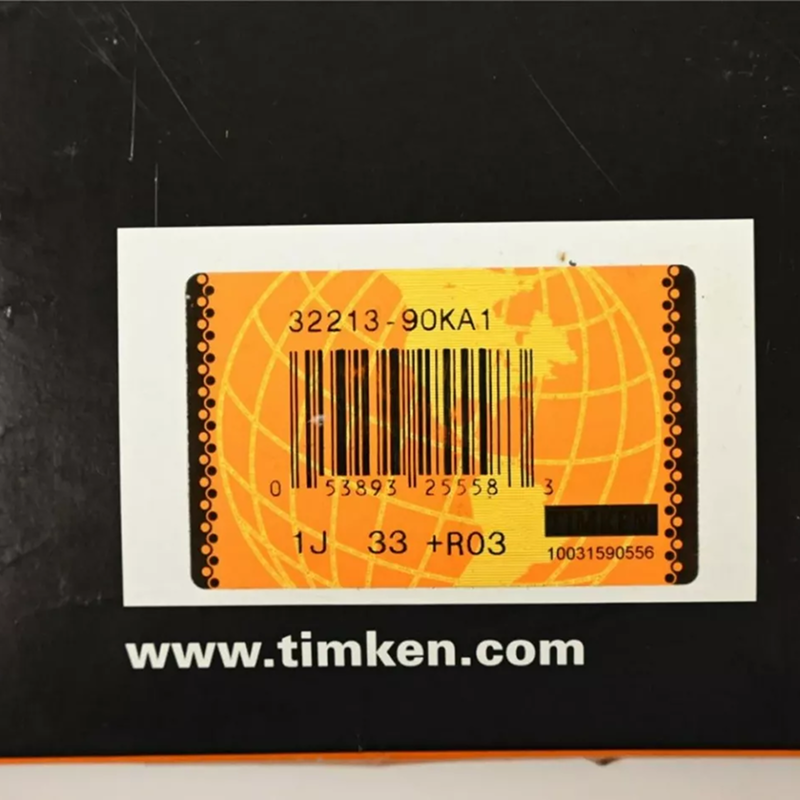 32213-90KA1
0 53893 25558 3
1J 33 +R03
TIMKEN
10031590556
www.timken.com